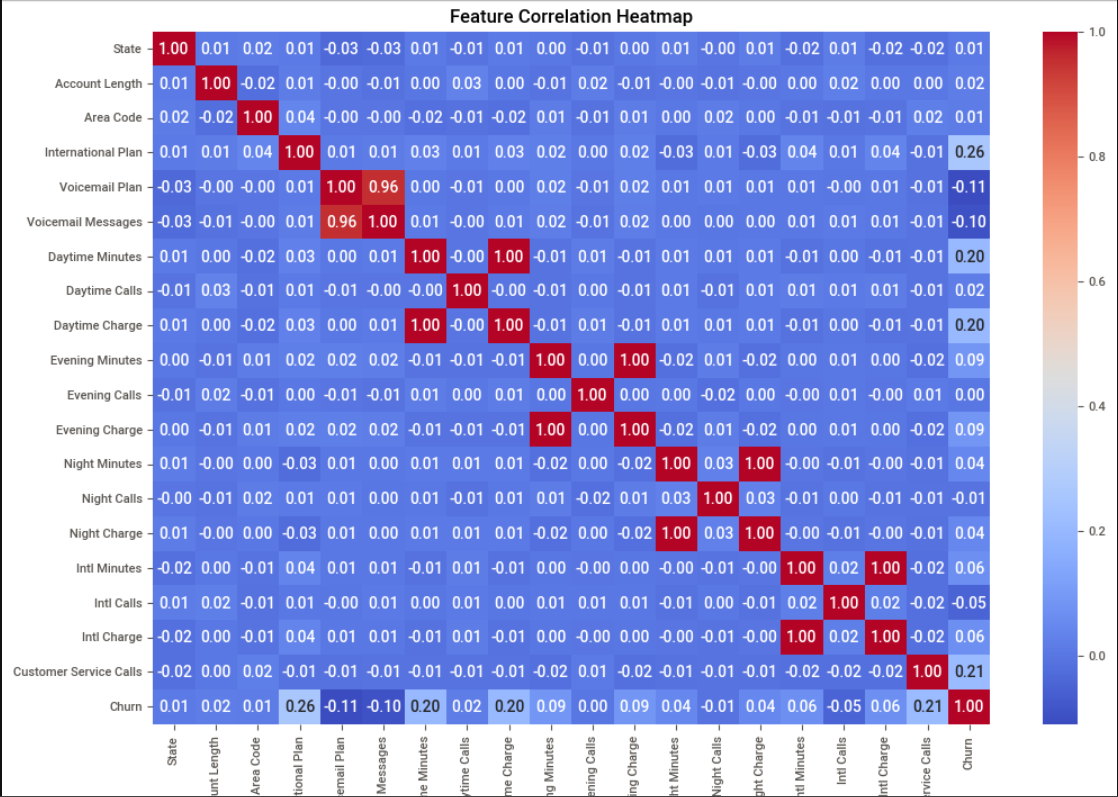 Feature Correlation Heatmap
State 1.00 0.01 0.02 0.01 -0.03 -0.03 0.01 -0.01 0.01 0.00 -0.01 0.00 0.01 -0.00 0.01 -0.02 0.01 -0.02 -0.02 0.01
Account Length 0.01 1.00 -0.02 0.01 -0.00 -0.01 0.00 0.03 0.00 -0.01 0.02 -0.01 -0.00 -0.01 -0.00 0.00 0.02 0.00 0.00 0.02
Area Code 0.02 -0.02 1.00 0.04 -0.00 -0.00 -0.02 -0.01 -0.02 0.01 -0.01 0.01 0.00 0.02 0.00 -0.01 -0.01 -0.01 0.02 0.01
International Plan 0.01 0.01 0.04 1.00 0.01 0.01 0.03 0.01 0.03 0.02 0.00 0.02 -0.03 0.01 -0.03 0.04 0.01 0.04 -0.01 0.26
Voicemail Plan -0.03 -0.00 -0.00 0.01 1.00 0.96 0.00 -0.01 0.00 0.02 -0.01 0.02 0.01 0.01 0.01 0.01 -0.00 0.01 -0.01 -0.11
Voicemail Messages -0.03 -0.01 -0.00 0.01 0.96 1.00 0.01 -0.00 0.01 0.02 -0.01 0.02 0.00 0.00 0.00 0.01 0.01 0.01 -0.01 -0.10
Daytime Minutes 0.01 0.00 -0.02 0.03 0.00 0.01 1.00 -0.00 1.00 -0.01 0.01 -0.01 0.01 0.01 0.01 -0.01 0.00 -0.01 -0.01 0.20
Daytime Calls -0.01 0.03 -0.01 0.01 -0.01 -0.00 -0.00 1.00 -0.00 -0.01 0.00 -0.01 0.01 -0.01 0.01 0.01 0.01 0.01 -0.01 0.02
Daytime Charge 0.01 0.00 -0.02 0.03 0.00 0.01 1.00 -0.00 1.00 -0.01 0.01 -0.01 0.01 0.01 0.01 -0.01 0.00 -0.01 -0.01 0.20
Evening Minutes 0.00 -0.01 0.01 0.02 0.02 0.02 -0.01 -0.01 -0.01 1.00 0.00 1.00 -0.02 0.01 -0.02 0.00 0.01 0.00 -0.02 0.09
Evening Calls -0.01 0.02 -0.01 0.00 -0.01 -0.01 0.01 0.00 0.01 0.00 1.00 0.00 0.00 -0.02 0.00 -0.00 0.01 -0.00 0.01 0.00
Evening Charge 0.00 -0.01 0.01 0.02 0.02 0.02 -0.01 -0.01 -0.01 1.00 0.00 1.00 -0.02 0.01 -0.02 0.00 0.01 0.00 -0.02 0.09
Night Minutes 0.01 -0.00 0.00 -0.03 0.01 0.00 0.01 0.01 0.01 -0.02 0.00 -0.02 1.00 0.03 1.00 -0.00 -0.01 -0.00 -0.01 0.04
Night Calls -0.00 -0.01 0.02 0.01 0.01 0.00 0.01 -0.01 0.01 0.01 -0.02 0.01 0.03 1.00 0.03 -0.01 0.00 -0.01 -0.01 -0.01
Night Charge 0.01 -0.00 0.00 -0.03 0.01 0.00 0.01 0.01 0.01 -0.02 0.00 -0.02 1.00 0.03 1.00 -0.00 -0.01 -0.00 -0.01 0.04
Intl Minutes -0.02 0.00 -0.01 0.04 0.01 0.01 -0.01 0.01 -0.01 0.00 -0.00 0.00 -0.00 -0.01 -0.00 1.00 0.02 1.00 -0.02 0.06
Intl Calls 0.01 0.02 -0.01 0.01 -0.00 0.01 0.00 0.01 0.00 0.01 0.01 0.01 -0.01 0.00 -0.01 0.02 1.00 0.02 -0.02 -0.05
Intl Charge -0.02 0.00 -0.01 0.04 0.01 0.01 -0.01 0.01 -0.01 0.00 -0.00 0.00 -0.00 -0.01 -0.00 1.00 0.02 1.00 -0.02 0.06
Customer Service Calls -0.02 0.00 0.02 -0.01 -0.01 -0.01 -0.01 -0.01 -0.01 -0.02 0.01 -0.02 -0.01 -0.01 -0.01 -0.02 -0.02 -0.02 1.00 0.21
Churn 0.01 0.02 0.01 0.26 -0.11 -0.10 0.20 0.02 0.20 0.09 0.00 0.09 0.04 -0.01 0.04 0.06 -0.05 0.06 0.21 1.00
State
unt Length
Area Code
tional Plan
email Plan
Messages
ne Minutes
ytime Calls
me Charge
ng Minutes
ening Calls
ing Charge
ht Minutes
Night Calls
ght Charge
ntl Minutes
Intl Calls
Intl Charge
rvice Calls
Churn
1.0
0.8
0.6
0.4
0.2
0.0